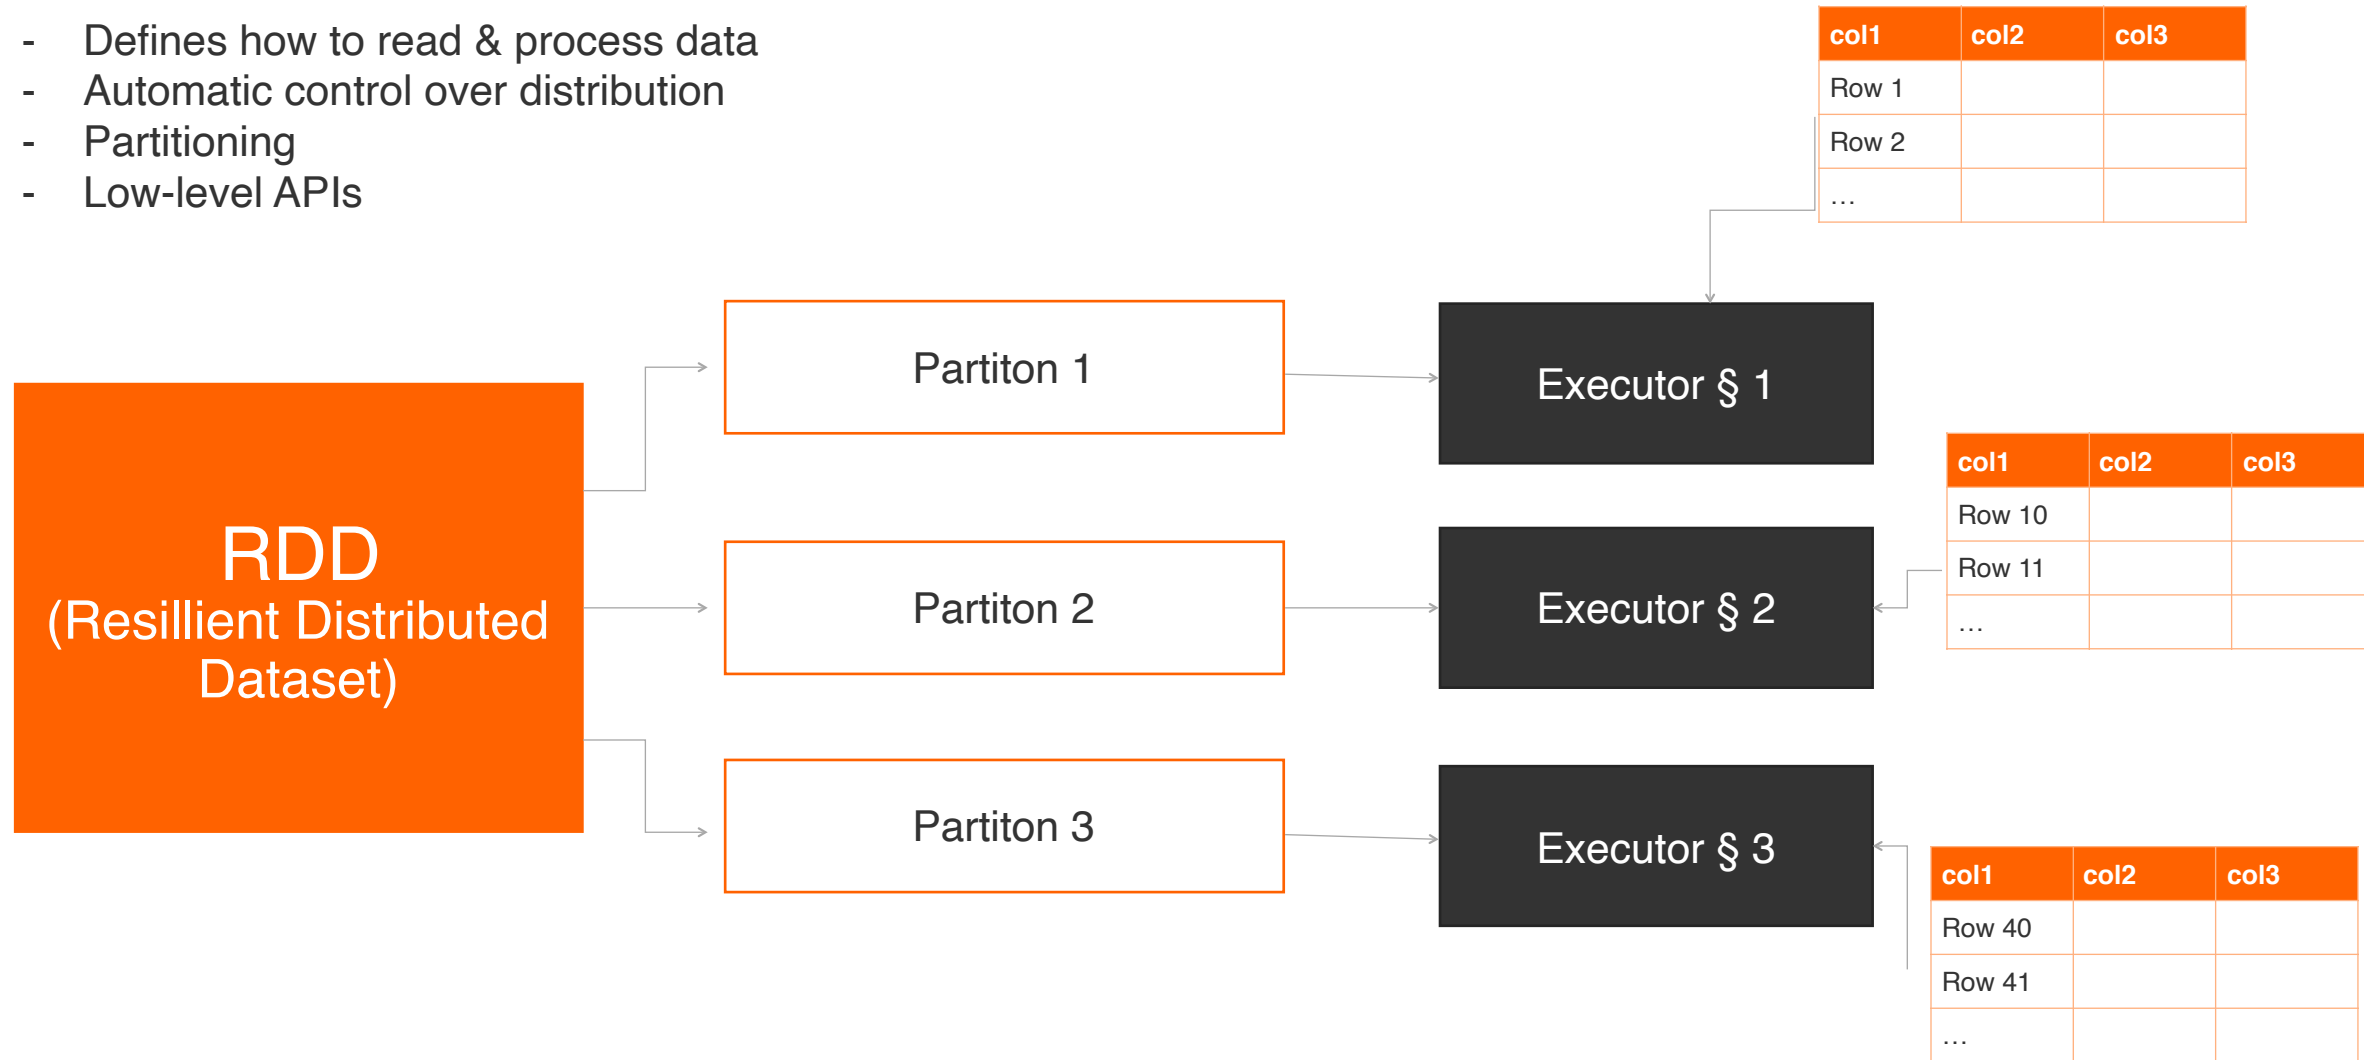 - Defines how to read & process data
- Automatic control over distribution
- Partitioning
- Low-level APIs
col1 col2 col3
Row 1
Row 2
…
RDD
(Resillient Distributed
Dataset)
Partiton 1
Executor § 1
Partiton 2
Executor § 2
col1 col2 col3
Row 10
Row 11
…
Partiton 3
Executor § 3
col1 col2 col3
Row 40
Row 41
…